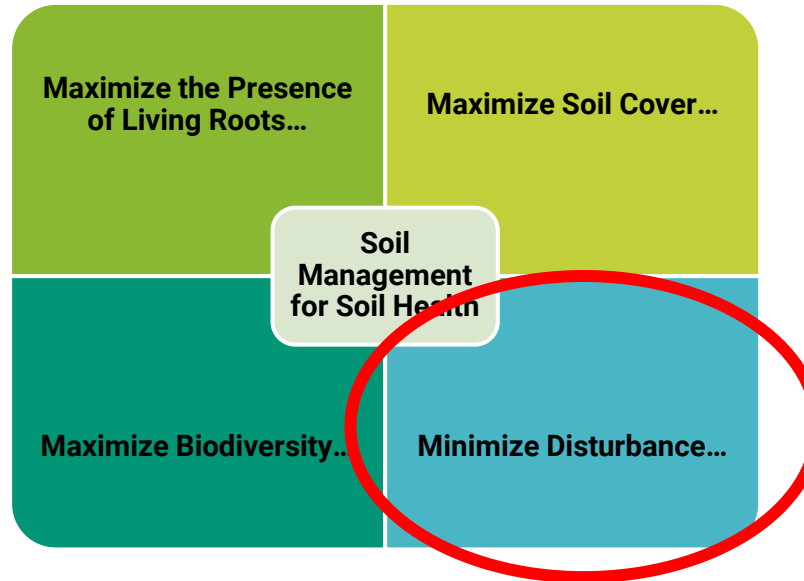 Maximize the Presence
of Living Roots…
Maximize Soil Cover…
Soil
Management
for Soil Health
Maximize Biodiversity…
Minimize Disturbance…